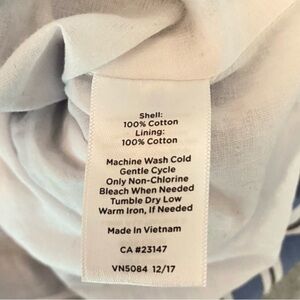 Shell:
100% Cotton
Lining:
100% Cotton
Machine Wash Cold
Gentle Cycle
Only Non-Chlorine
Bleach When Needed
Tumble Dry Low
Warm Iron, If Needed
Made In Vietnam
CA #23147
VN5084 12/17